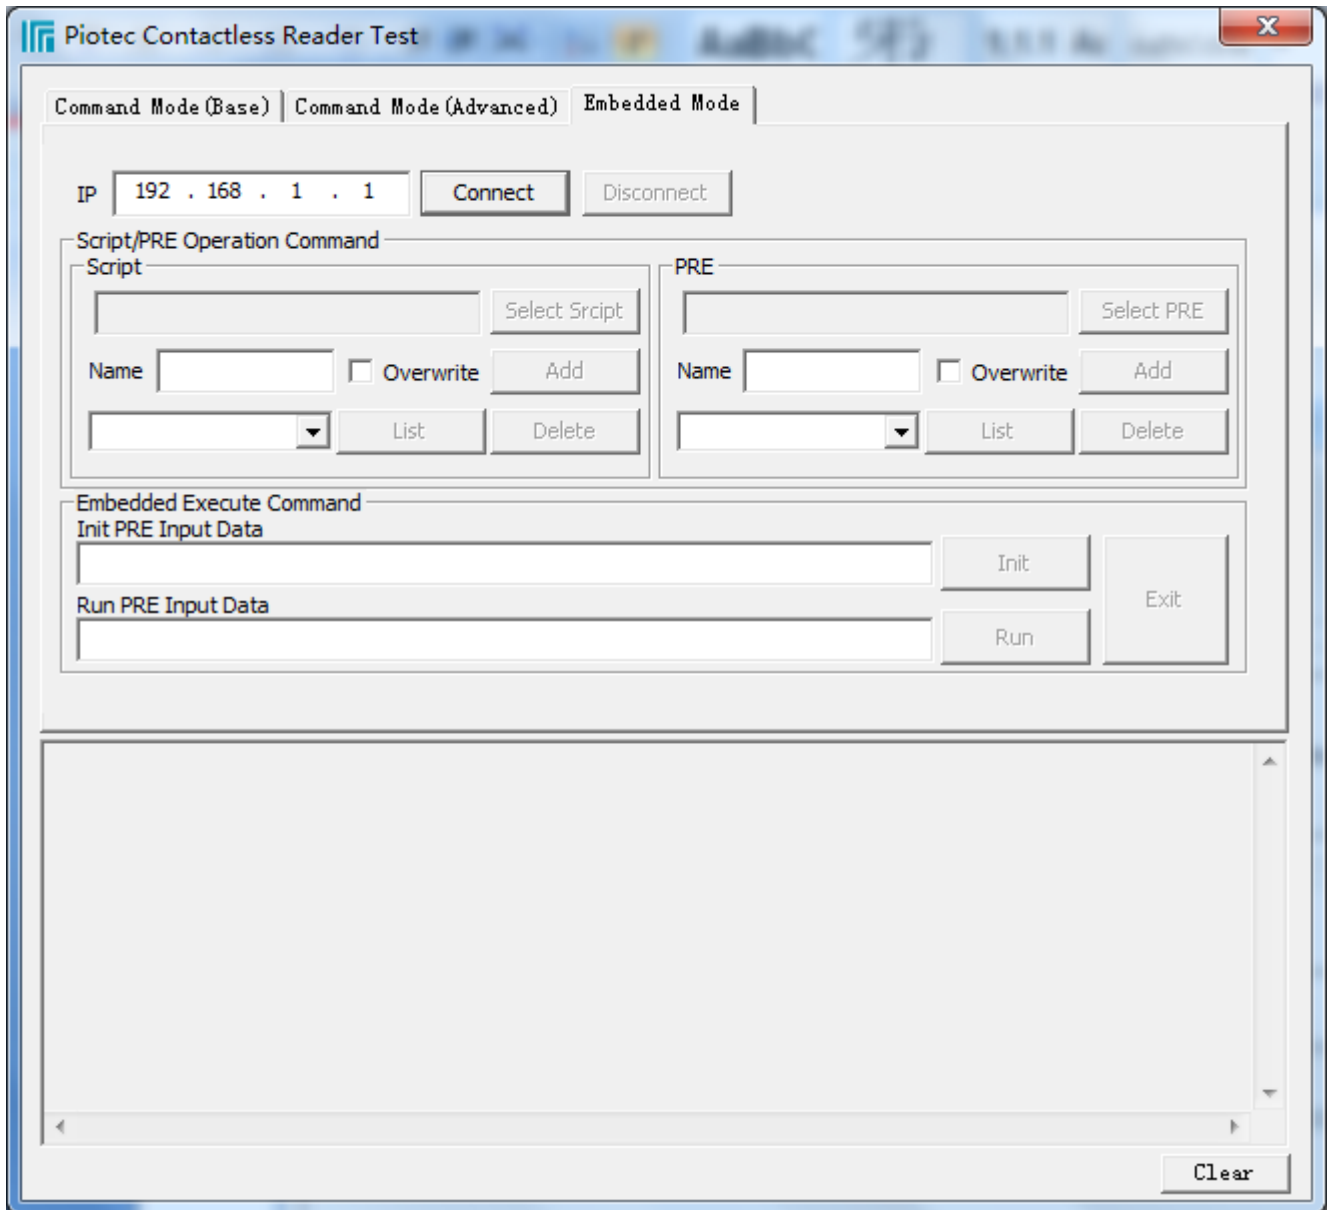 Piotec Contactless Reader Test
Command Mode(Base) Command Mode(Advanced) Embedded Mode
IP 192 . 168 . 1 . 1 Connect Disconnect
Script/PRE Operation Command
Script PRE
Select Srcipt Select PRE
Name Overwrite Add Name Overwrite Add
List Delete List Delete
Embedded Execute Command
Init PRE Input Data
Init
Exit
Run PRE Input Data
Run
Clear